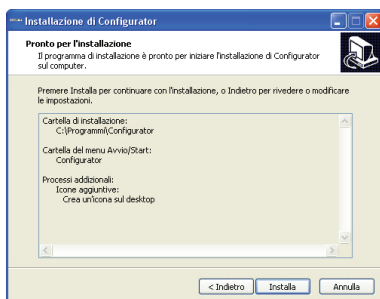 Installazione di Configurator
Pronto per l'installazione
Il programma di installazione è pronto per iniziare l'installazione di Configurator
sul computer.
Premere Installa per continuare con l'installazione, o Indietro per rivedere o modificare
le impostazioni.
Cartella di installazione:
C:\Programmi\Configurator
Cartella del menu Avvio/Start:
Configurator
Processi addizionali:
Icone aggiuntive:
Crea un'icona sul desktop
< Indietro
Installa
Annulla